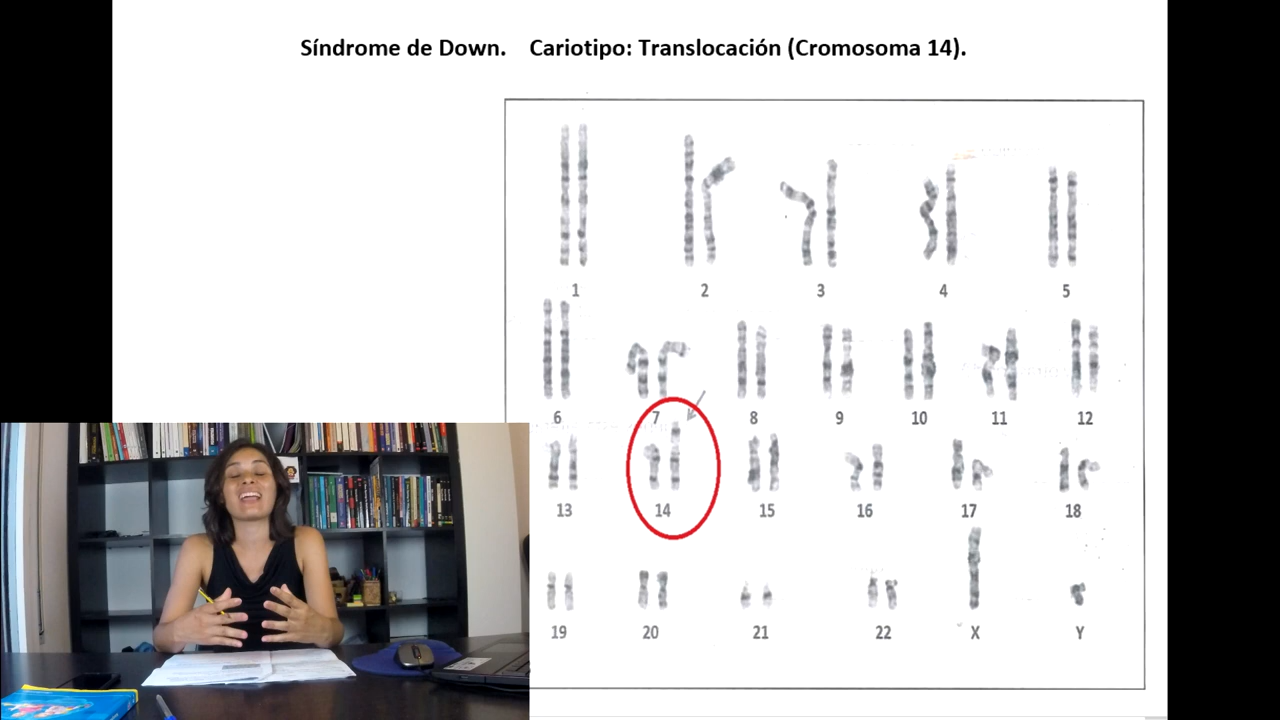 Síndrome de Down. Cariotipo: Translocación (Cromosoma 14).
1 2 3 4 5
6 7 8 9 10 11 12
13 14 15 16 17 18
19 20 21 22 X Y